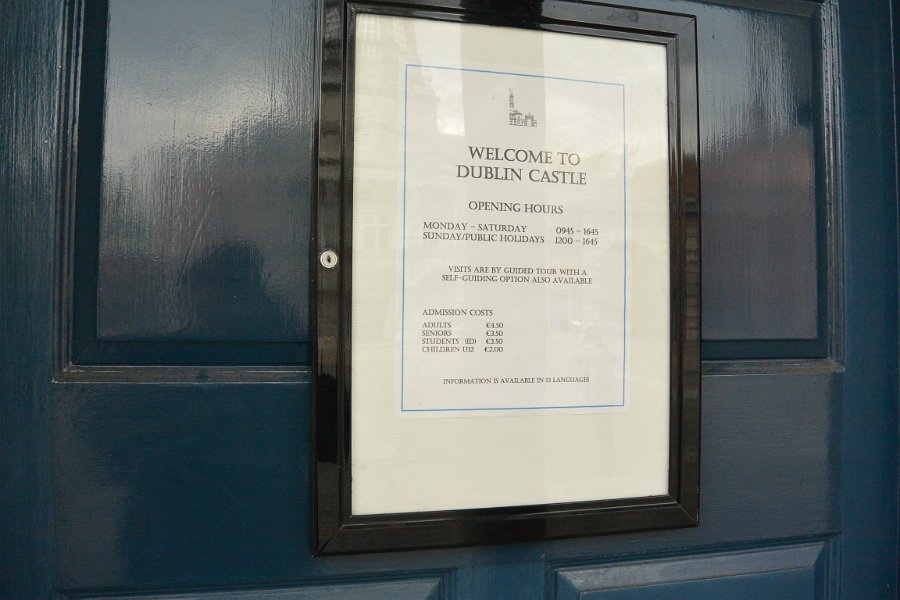 WELCOME TO
DUBLIN CASTLE
OPENING HOURS
MONDAY - SATURDAY 0945 - 1645
SUNDAY/PUBLIC HOLIDAYS 1200 - 1645
VISITS ARE BY GUIDED TOUR WITH A
SELF-GUIDING OPTION ALSO AVAILABLE
ADMISSION COSTS
ADULTS €4.50
SENIORS €3.50
STUDENTS (ID) €3.50
CHILDREN U12 €2.00
INFORMATION IS AVAILABLE IN 13 LANGUAGES